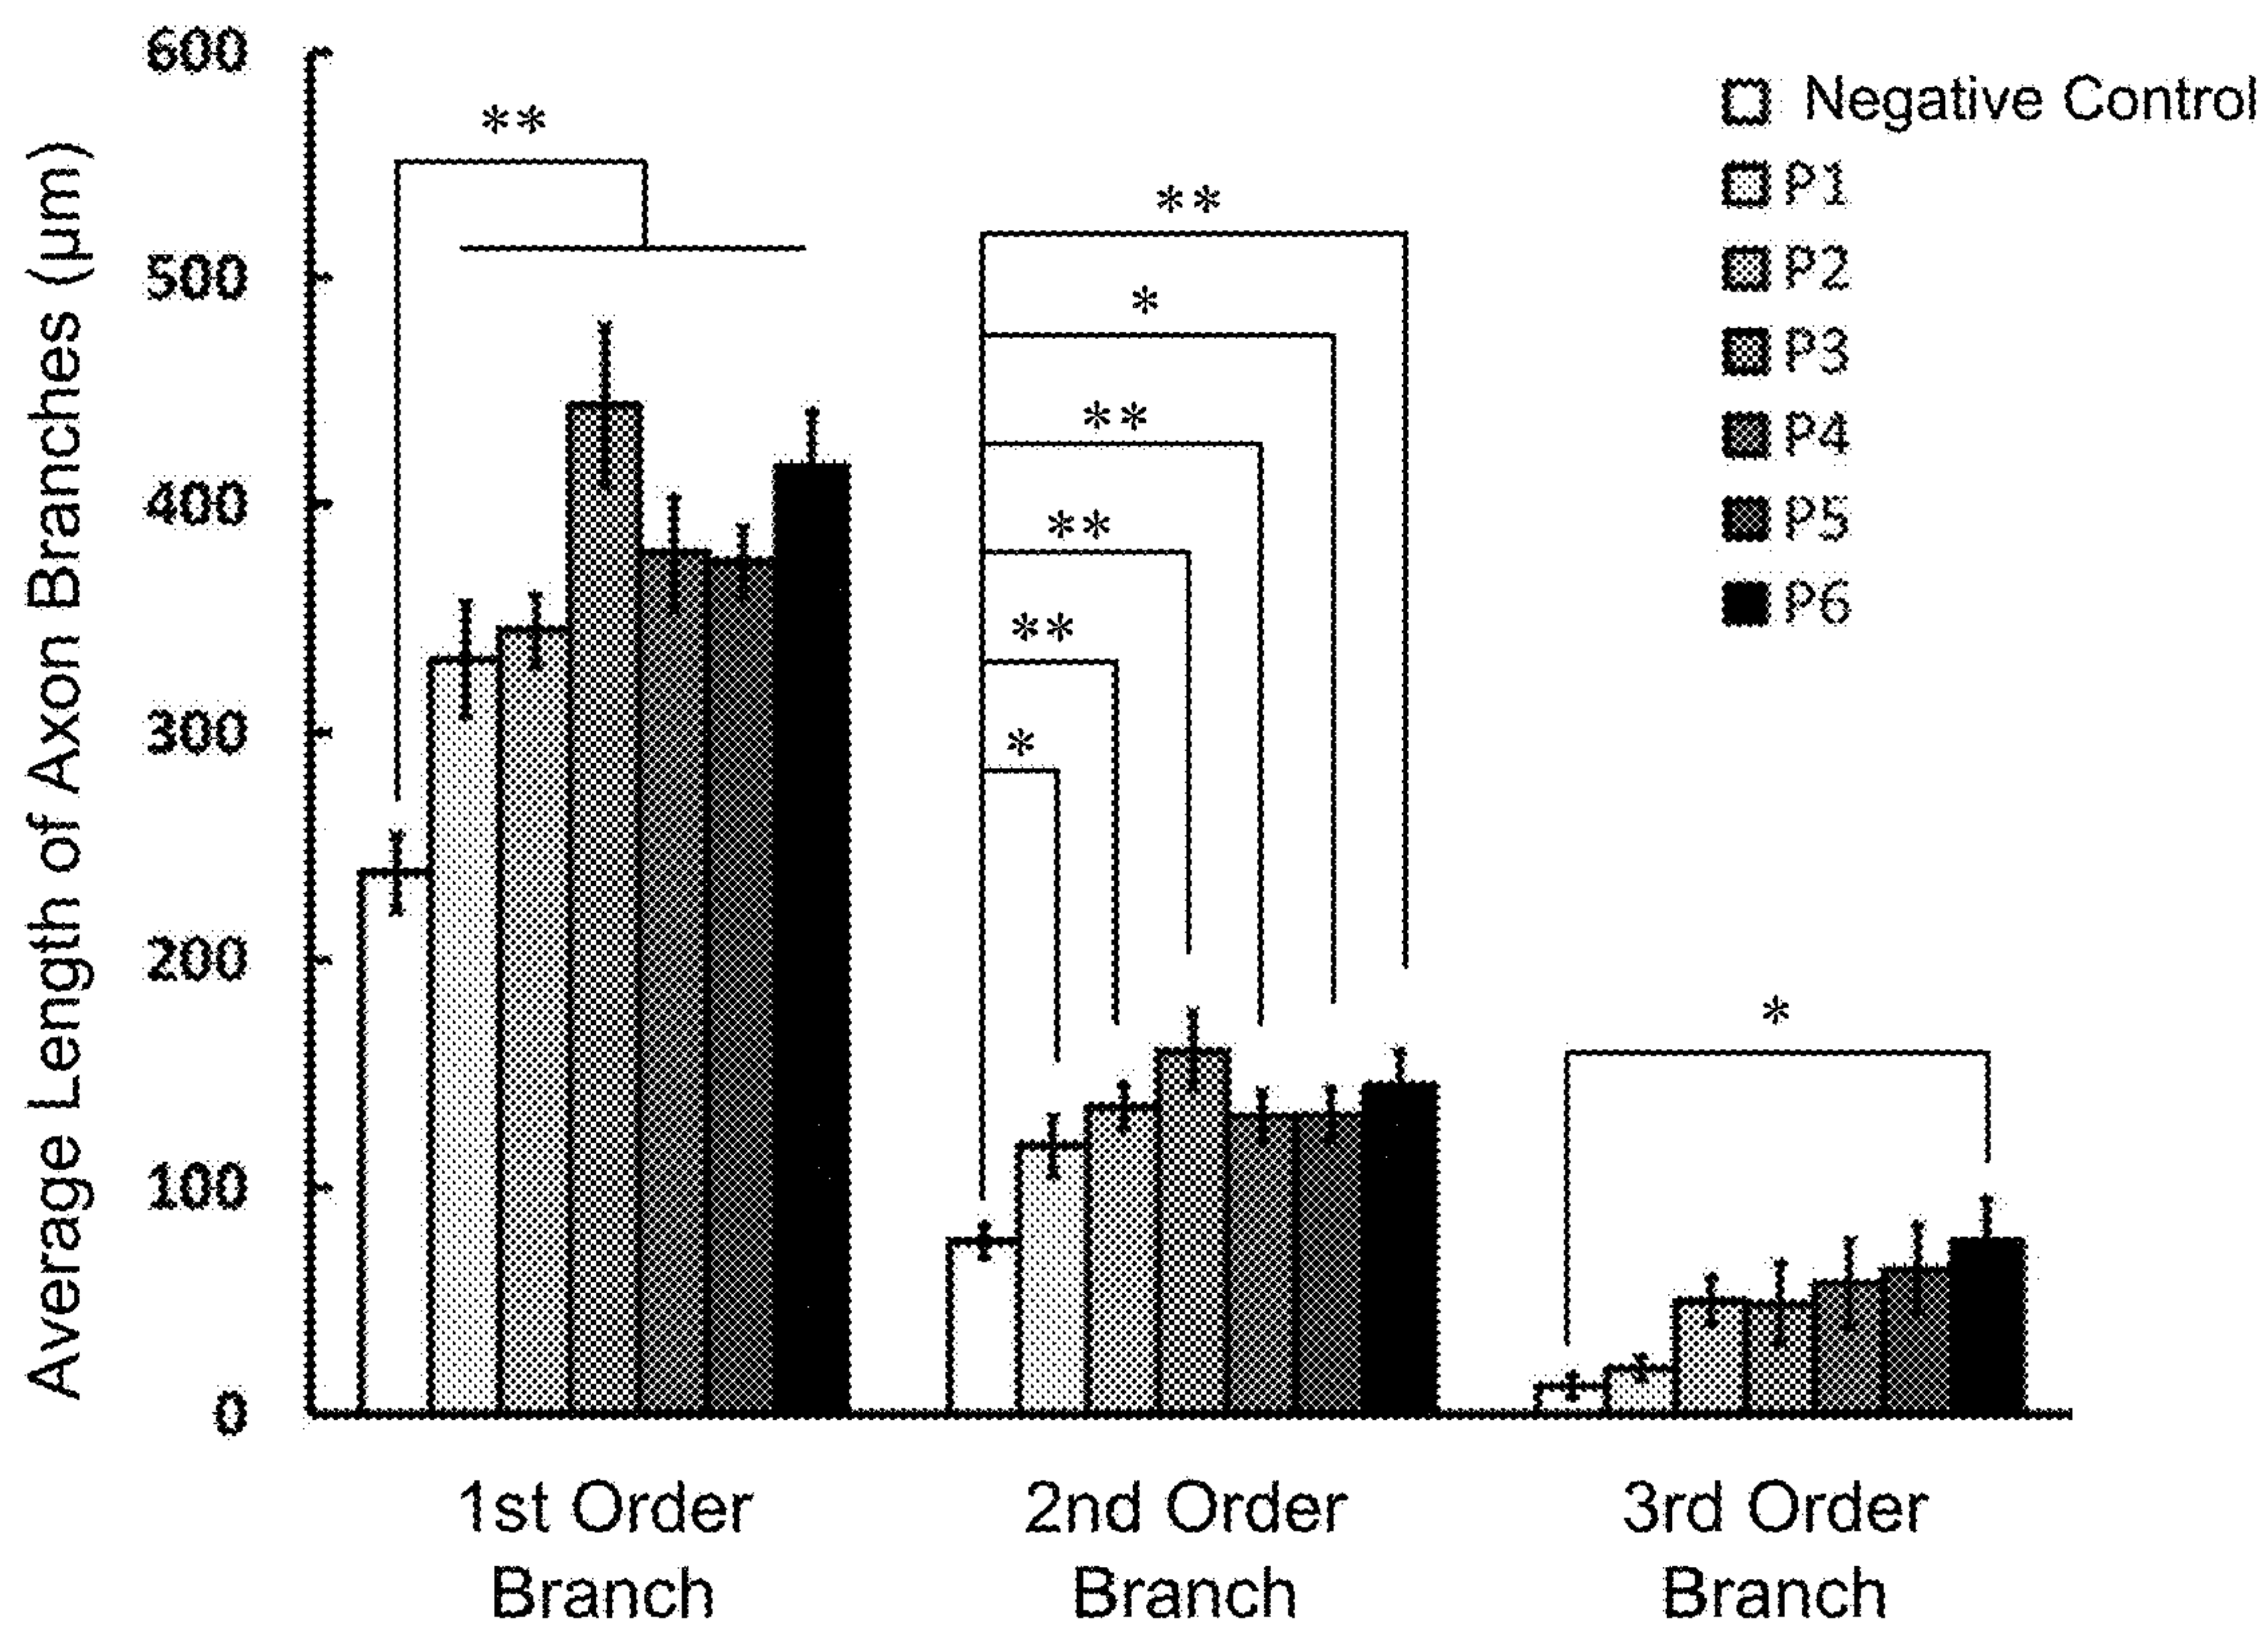 Average Length of Axon Branches (µm)
600
500
400
300
200
100
0
**
**
*
**
**
**
*
*
Negative Control
P1
P2
P3
P4
P5
P6
1st Order
Branch
2nd Order
Branch
3rd Order
Branch